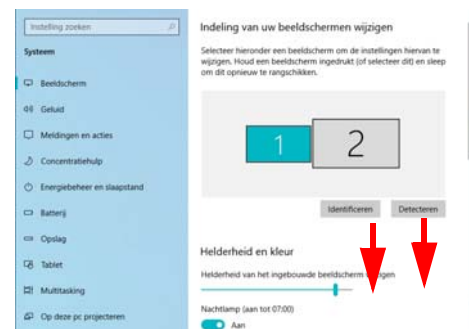 Instelling zoeken
Systeem
Beeldscherm
Geluid
Meldingen en acties
Concentratiehulp
Energiebeheer en slaapstand
Batterij
Opslag
Tablet
Multitasking
Op deze pc projecteren
Indeling van uw beeldschermen wijzigen
Selecteer hieronder een beeldscherm om de instellingen hiervan te
wijzigen. Houd een beeldscherm ingedrukt (of selecteer dit) en sleep
om dit opnieuw te rangschikken.
1
2
Identificeren
Detecteren
Helderheid en kleur
Helderheid van het ingebouwde beeldscherm wijzigen
Nachtlamp (aan tot 07:00)
Aan